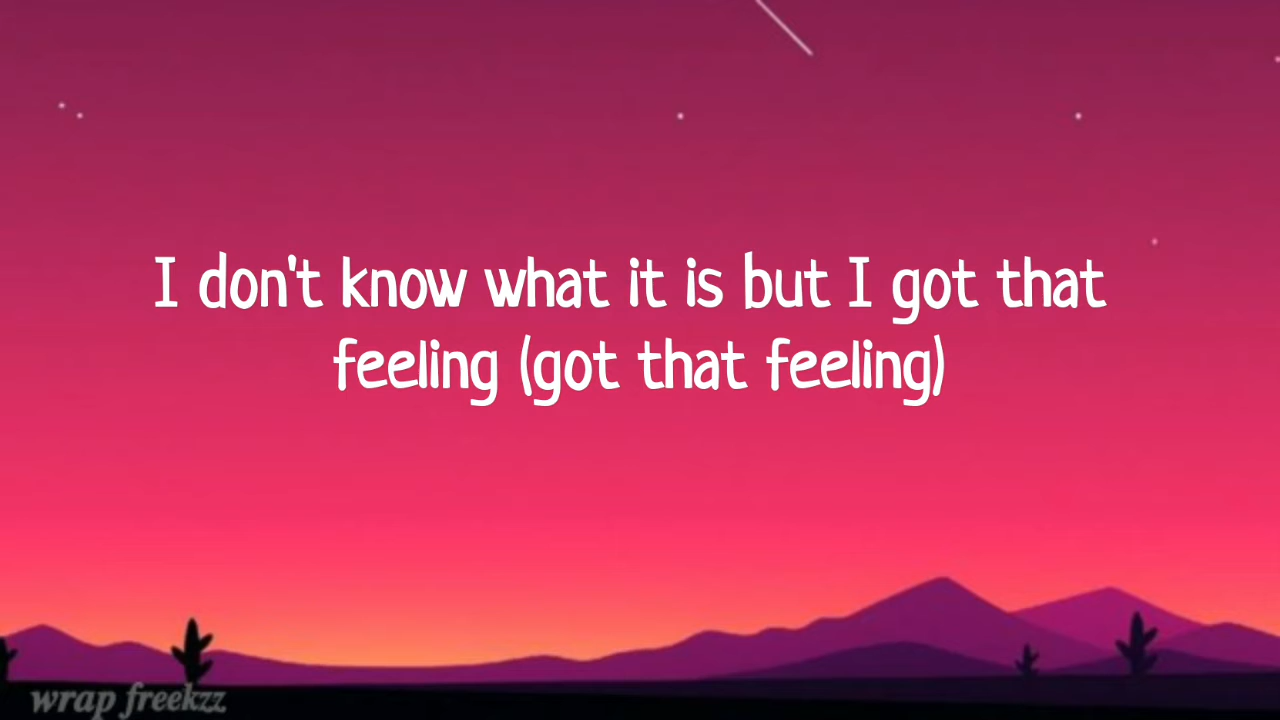 I don't know what it is but I got that
feeling (got that feeling)
wrap freekzz